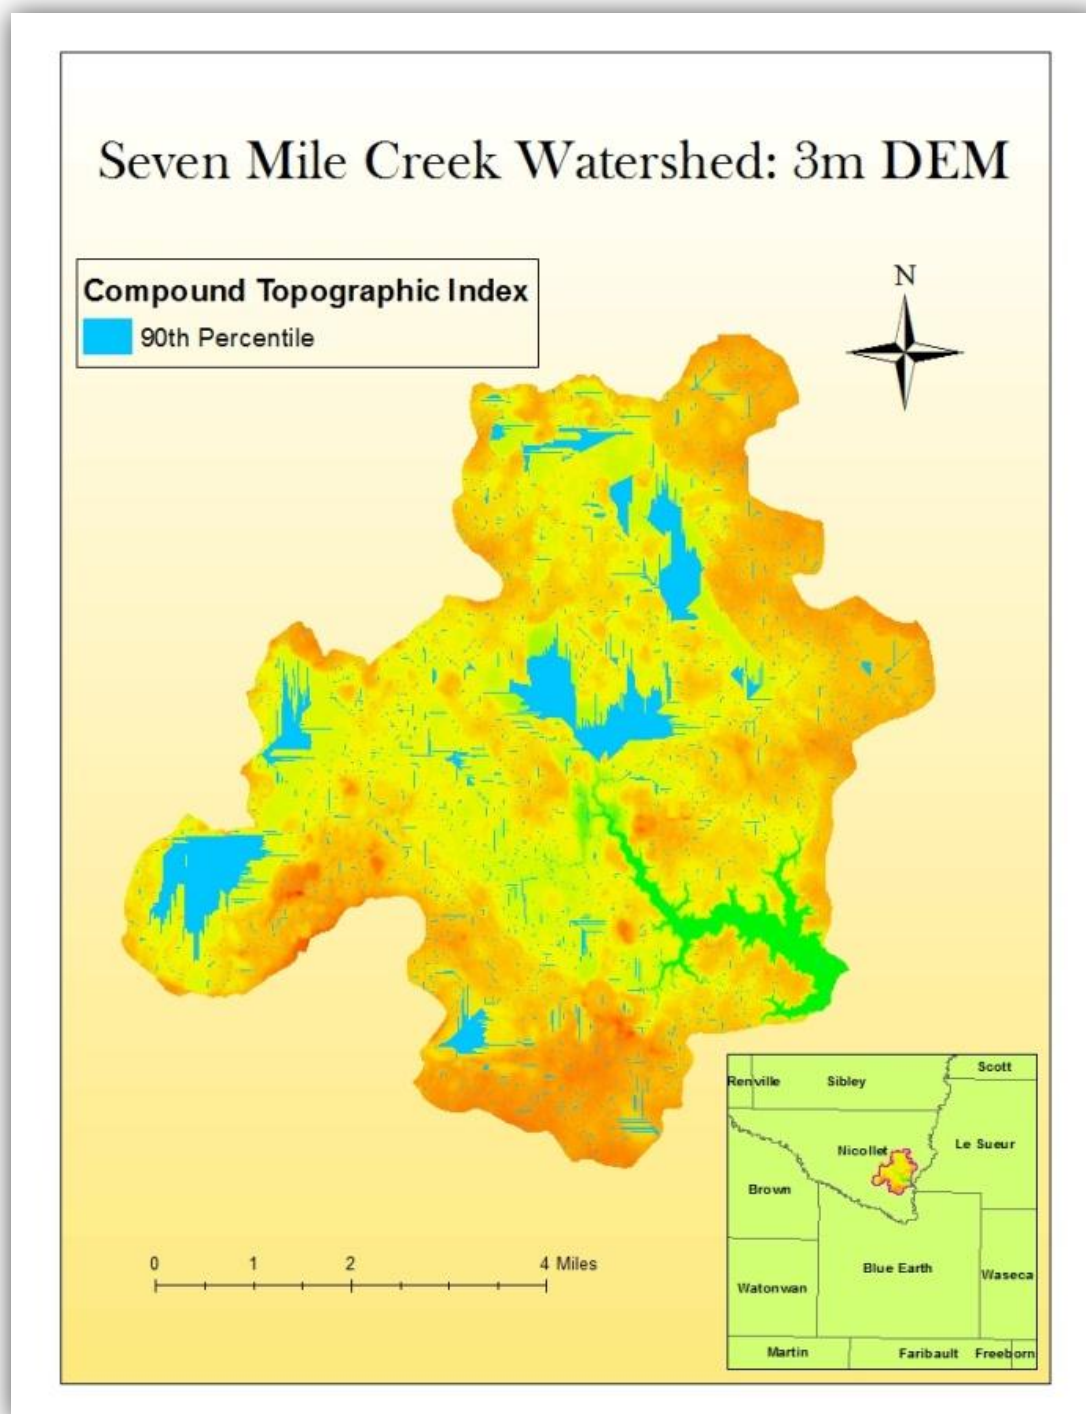 Seven Mile Creek Watershed: 3m DEM
Compound Topographic Index
90th Percentile
N
0 1 2 4 Miles
Scott
Renville
Sibley
Nicollet
Le Sueur
Brown
Blue Earth
Waseca
Watonwan
Martin
Faribault
Freeborn